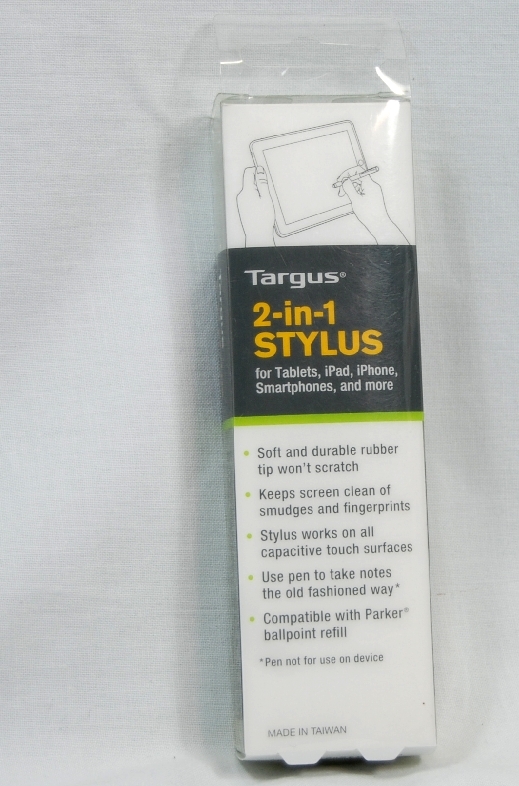 Targus®
2-in-1
STYLUS
for Tablets, iPad, iPhone,
Smartphones, and more
• Soft and durable rubber
tip won't scratch
• Keeps screen clean of
smudges and fingerprints
• Stylus works on all
capacitive touch surfaces
• Use pen to take notes
the old fashioned way*
• Compatible with Parker®
ballpoint refill
*Pen not for use on device
MADE IN TAIWAN